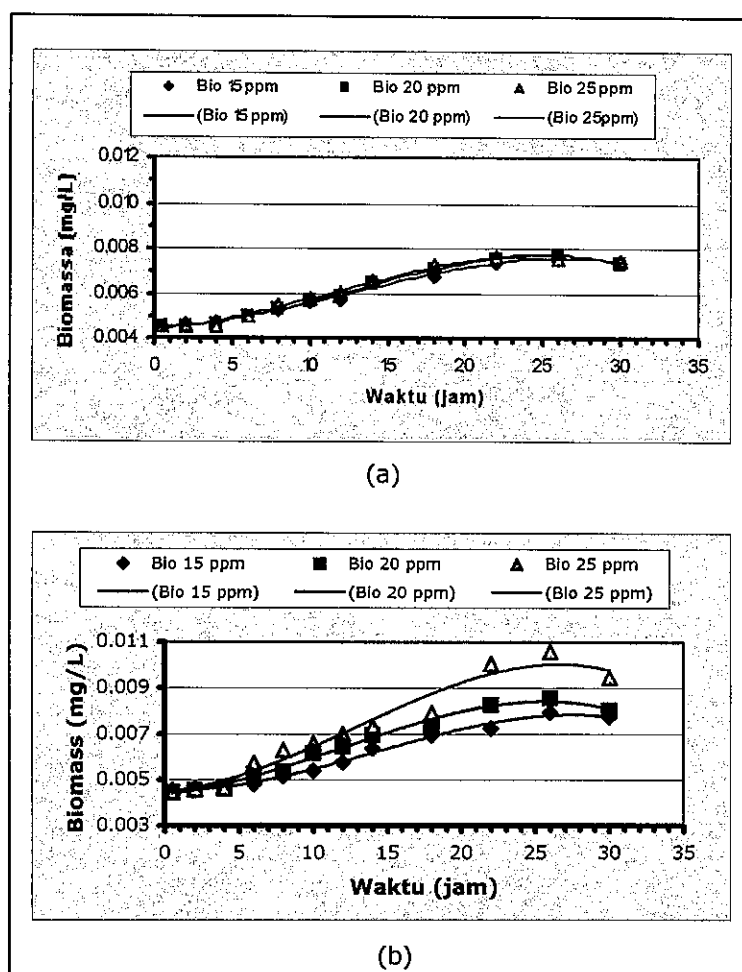 Bio 15ppm Bio 20 ppm Bio 25ppm
(Bio 15ppm) (Bio 20 ppm) (Bio 25ppm)
Biomassa (mg/L)
0.012
0.010
0.008
0.006
0.004
0 5 10 15 20 25 30 35
Waktu (jam)
(a)
Bio 15 ppm Bio 20 ppm Bio 25 ppm
(Bio 15 ppm) (Bio 20 ppm) (Bio 25 ppm)
Biomass (mg/L)
0.011
0.009
0.007
0.005
0.003
0 5 10 15 20 25 30 35
Waktu (jam)
(b)